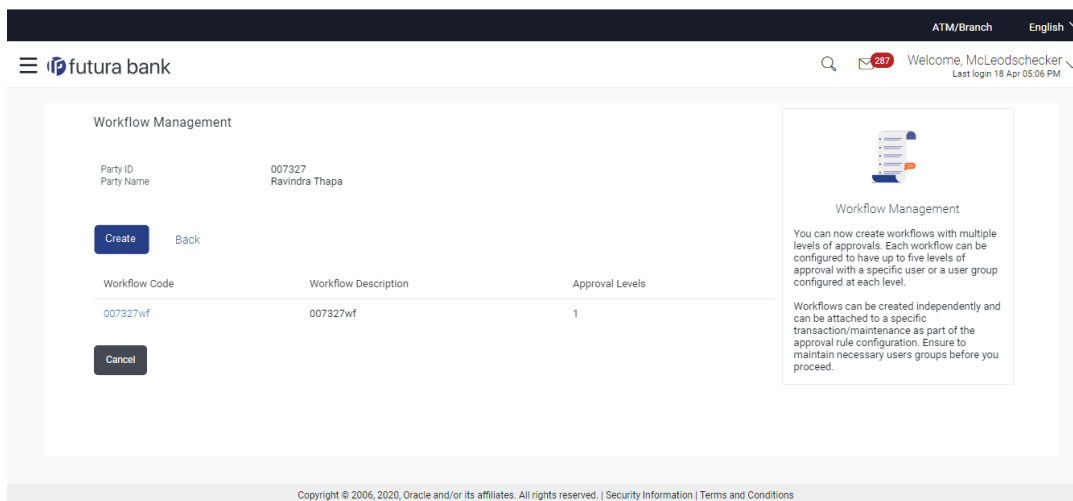 ATM/Branch English
futura bank
287
Welcome, McLeodschecker
Last login 18 Apr 05:06 PM
Workflow Management
Party ID 007327
Party Name Ravindra Thapa
Create Back
Workflow Code Workflow Description Approval Levels
007327wf 007327wf 1
Cancel
Workflow Management
You can now create workflows with multiple
levels of approvals. Each workflow can be
configured to have up to five levels of
approval with a specific user or a user group
configured at each level.
Workflows can be created independently and
can be attached to a specific
transaction/maintenance as part of the
approval rule configuration. Ensure to
maintain necessary users groups before you
proceed.
Copyright © 2006, 2020, Oracle and/or its affiliates. All rights reserved. | Security Information | Terms and Conditions